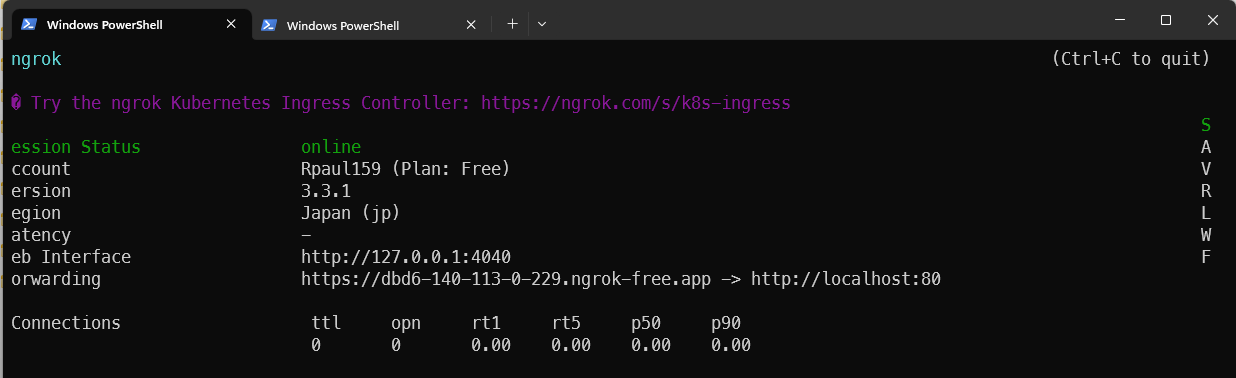 Windows PowerShell
Windows PowerShell
ngrok (Ctrl+C to quit)
� Try the ngrok Kubernetes Ingress Controller: https://ngrok.com/s/k8s-ingress
S
ession Status online
A
ccount Rpaul159 (Plan: Free)
V
ersion 3.3.1
R
egion Japan (jp)
L
atency -
W
eb Interface http://127.0.0.1:4040
F
orwarding https://dbd6-140-113-0-229.ngrok-free.app -> http://localhost:80
Connections ttl opn rt1 rt5 p50 p90
0 0 0.00 0.00 0.00 0.00